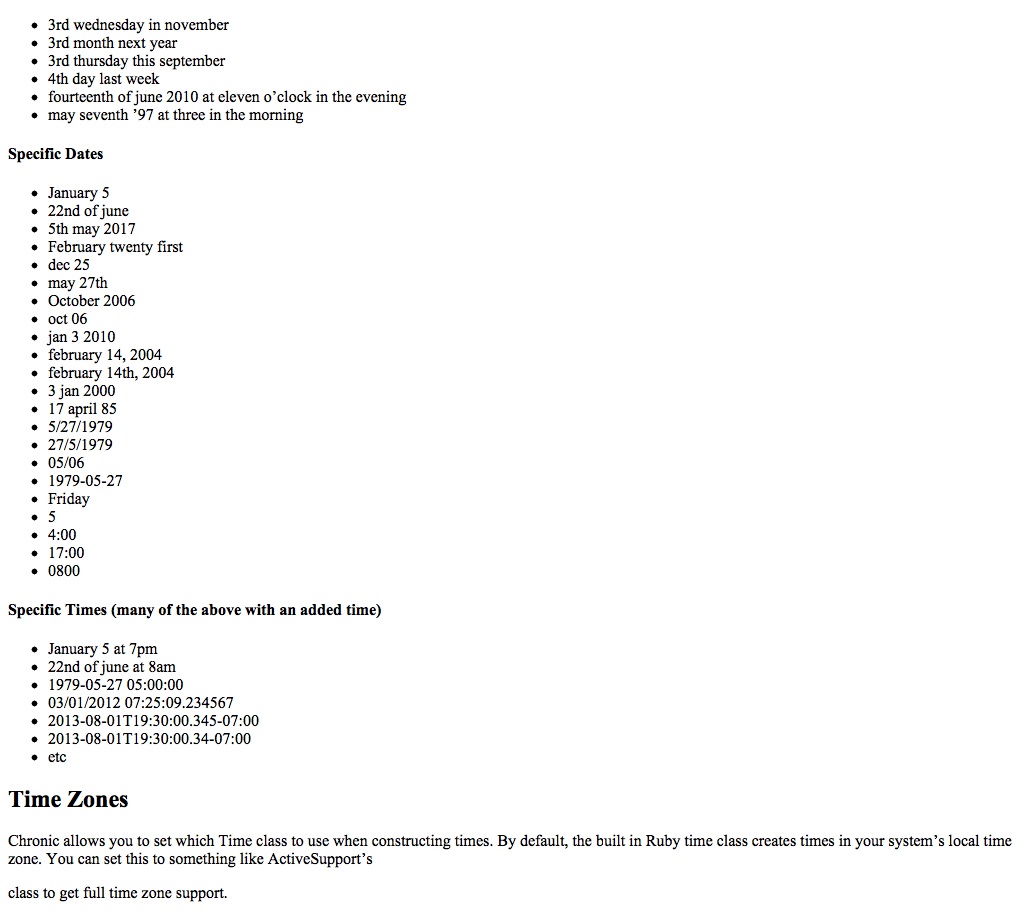 • 3rd wednesday in november
• 3rd month next year
• 3rd thursday this september
• 4th day last week
• fourteenth of june 2010 at eleven o’clock in the evening
• may seventh ’97 at three in the morning
Specific Dates
• January 5
• 22nd of june
• 5th may 2017
• February twenty first
• dec 25
• may 27th
• October 2006
• oct 06
• jan 3 2010
• february 14, 2004
• february 14th, 2004
• 3 jan 2000
• 17 april 85
• 5/27/1979
• 27/5/1979
• 05/06
• 1979-05-27
• Friday
• 5
• 4:00
• 17:00
• 0800
Specific Times (many of the above with an added time)
• January 5 at 7pm
• 22nd of june at 8am
• 1979-05-27 05:00:00
• 03/01/2012 07:25:09.234567
• 2013-08-01T19:30:00.345-07:00
• 2013-08-01T19:30:00.34-07:00
• etc
Time Zones
Chronic allows you to set which Time class to use when constructing times. By default, the built in Ruby time class creates times in your system’s local time
zone. You can set this to something like ActiveSupport’s
class to get full time zone support.